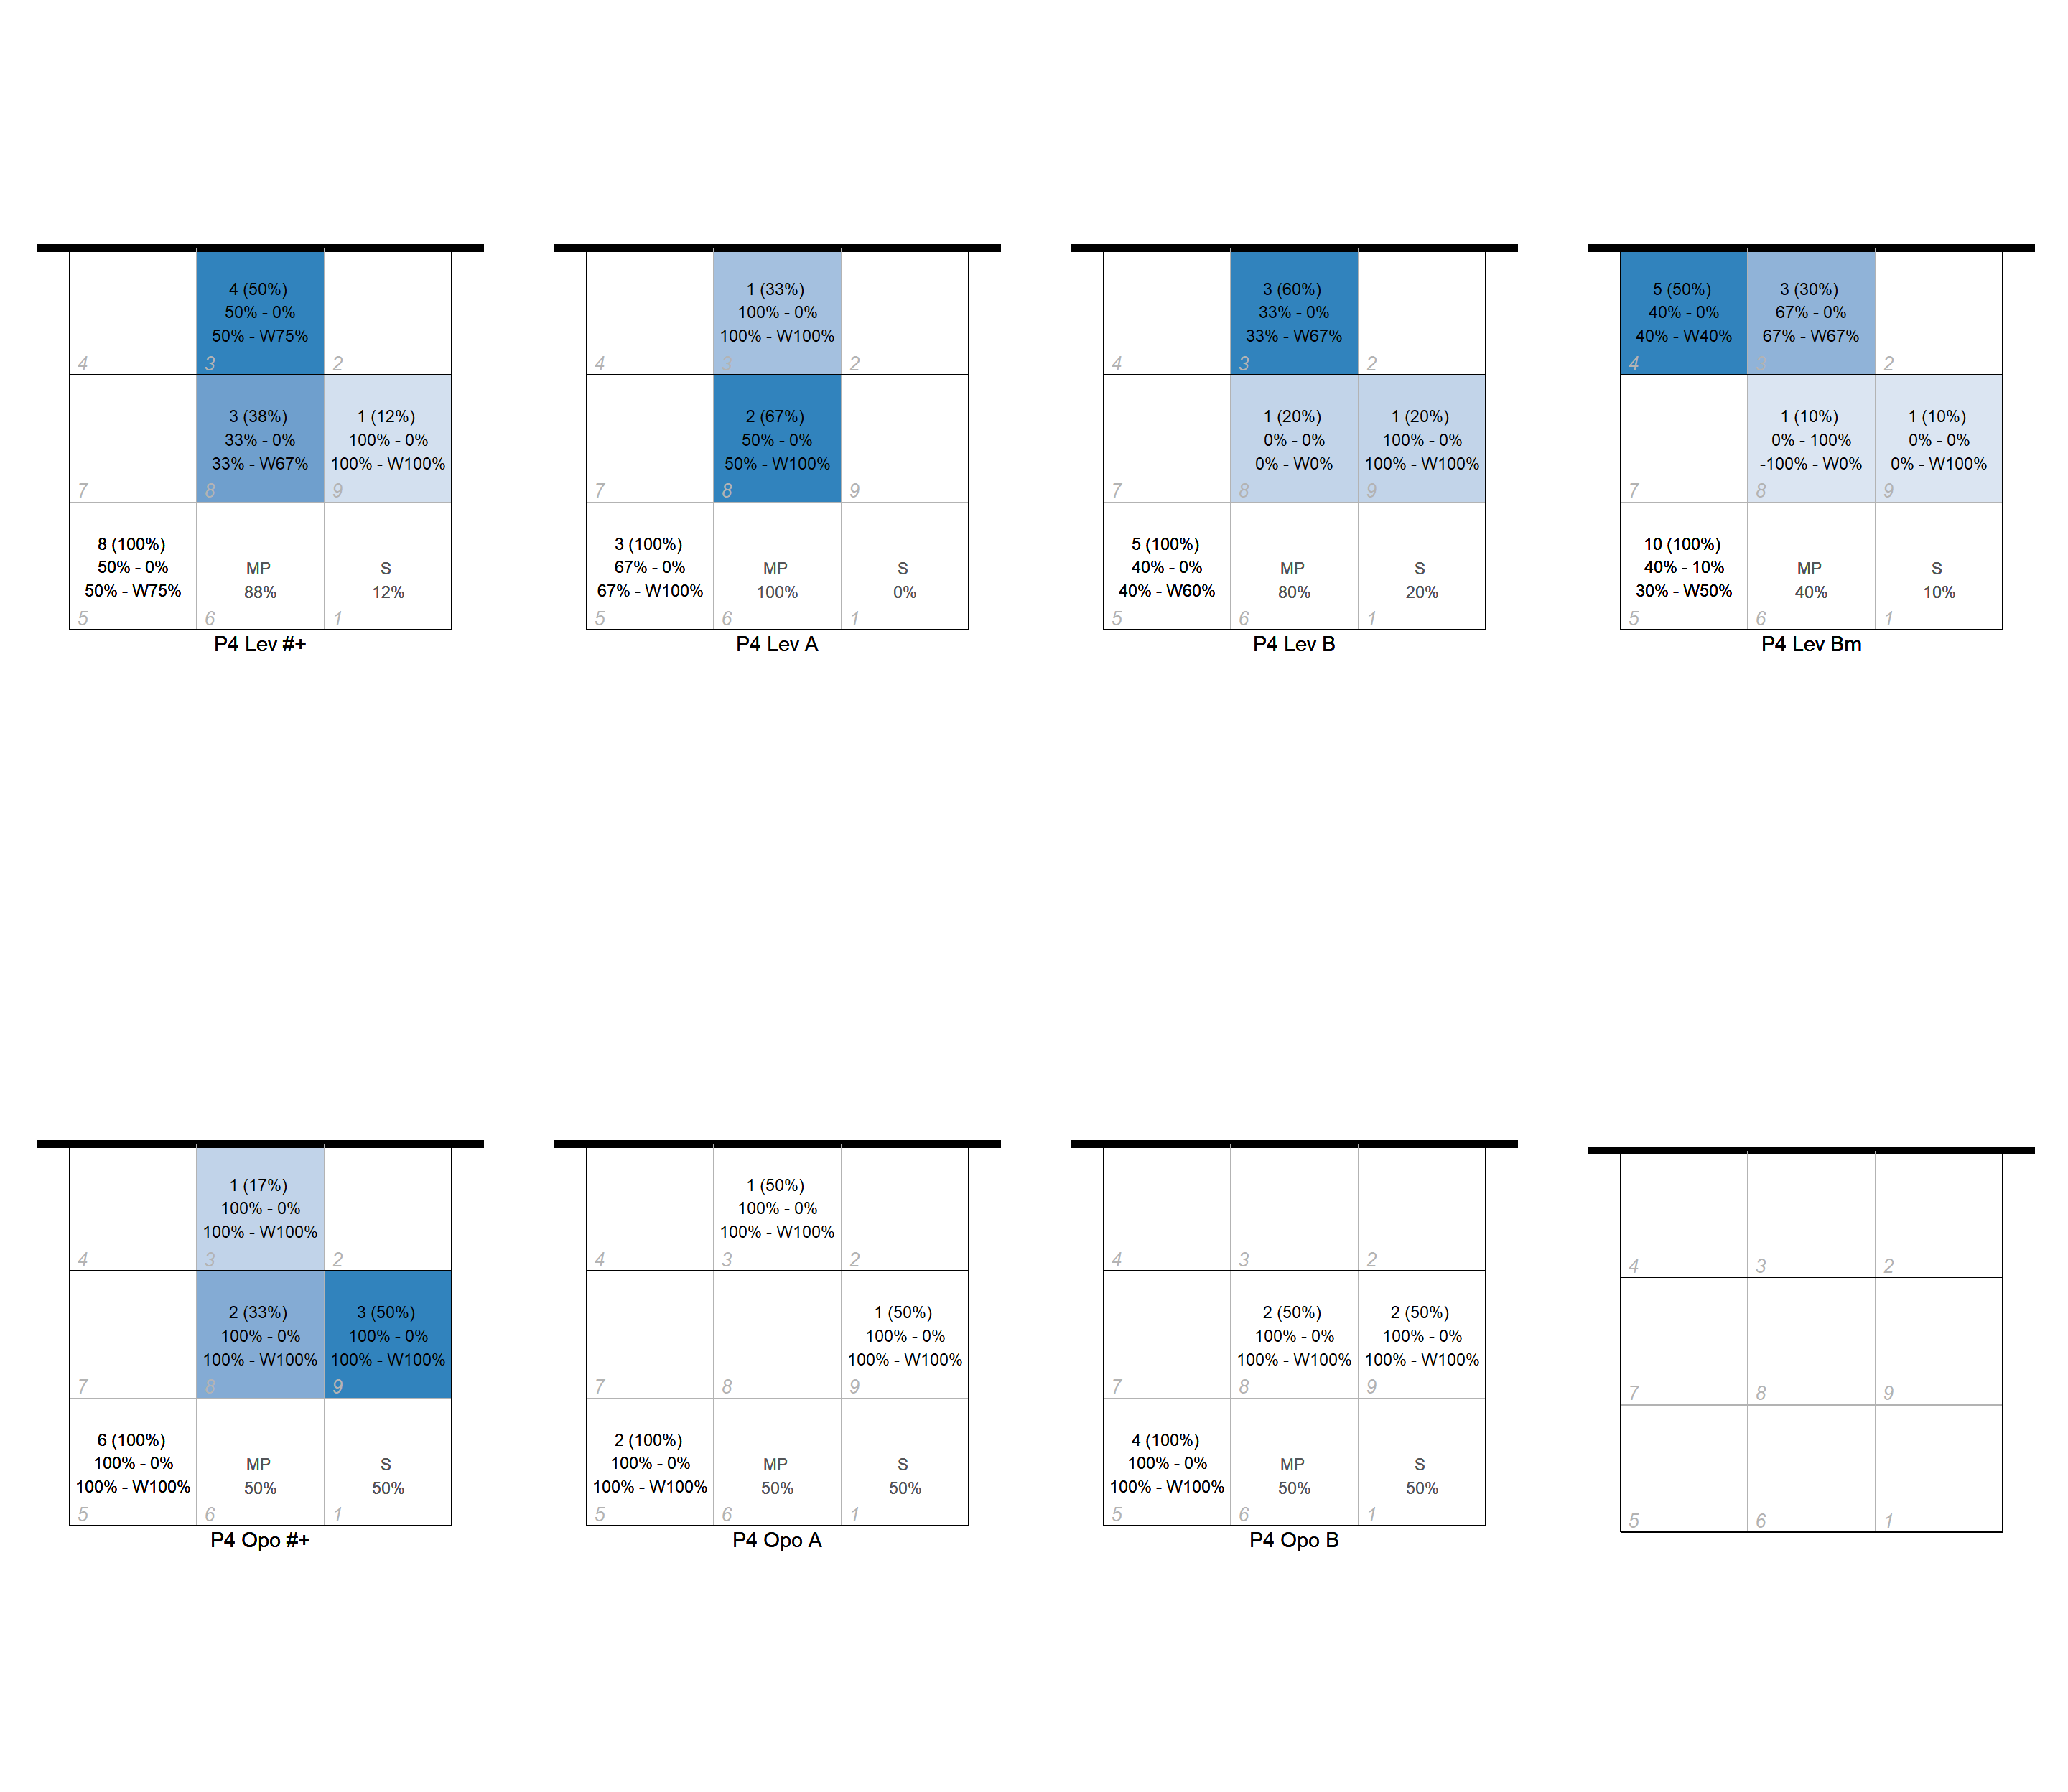 4 (50%)
50% - 0%
50% - W75%
4
3
2
3 (38%)
33% - 0%
33% - W67%
1 (12%)
100% - 0%
100% - W100%
7
8
9
8 (100%)
50% - 0%
50% - W75%
MP
88%
S
12%
5
6
1
P4 Lev #+
1 (33%)
100% - 0%
100% - W100%
4
3
2
2 (67%)
50% - 0%
50% - W100%
7
8
9
3 (100%)
67% - 0%
67% - W100%
MP
100%
S
0%
5
6
1
P4 Lev A
3 (60%)
33% - 0%
33% - W67%
4
3
2
1 (20%)
0% - 0%
0% - W0%
1 (20%)
100% - 0%
100% - W100%
7
8
9
5 (100%)
40% - 0%
40% - W60%
MP
80%
S
20%
5
6
1
P4 Lev B
5 (50%)
40% - 0%
40% - W40%
3 (30%)
67% - 0%
67% - W67%
4
3
2
1 (10%)
0% - 100%
-100% - W0%
1 (10%)
0% - 0%
0% - W100%
7
8
9
10 (100%)
40% - 10%
30% - W50%
MP
40%
S
10%
5
6
1
P4 Lev Bm
1 (17%)
100% - 0%
100% - W100%
4
3
2
2 (33%)
100% - 0%
100% - W100%
3 (50%)
100% - 0%
100% - W100%
7
8
9
6 (100%)
100% - 0%
100% - W100%
MP
50%
S
50%
5
6
1
P4 Opo #+
1 (50%)
100% - 0%
100% - W100%
4
3
2
1 (50%)
100% - 0%
100% - W100%
7
8
9
2 (100%)
100% - 0%
100% - W100%
MP
50%
S
50%
5
6
1
P4 Opo A
4
3
2
2 (50%)
100% - 0%
100% - W100%
2 (50%)
100% - 0%
100% - W100%
7
8
9
4 (100%)
100% - 0%
100% - W100%
MP
50%
S
50%
5
6
1
P4 Opo B
4
3
2
7
8
9
5
6
1